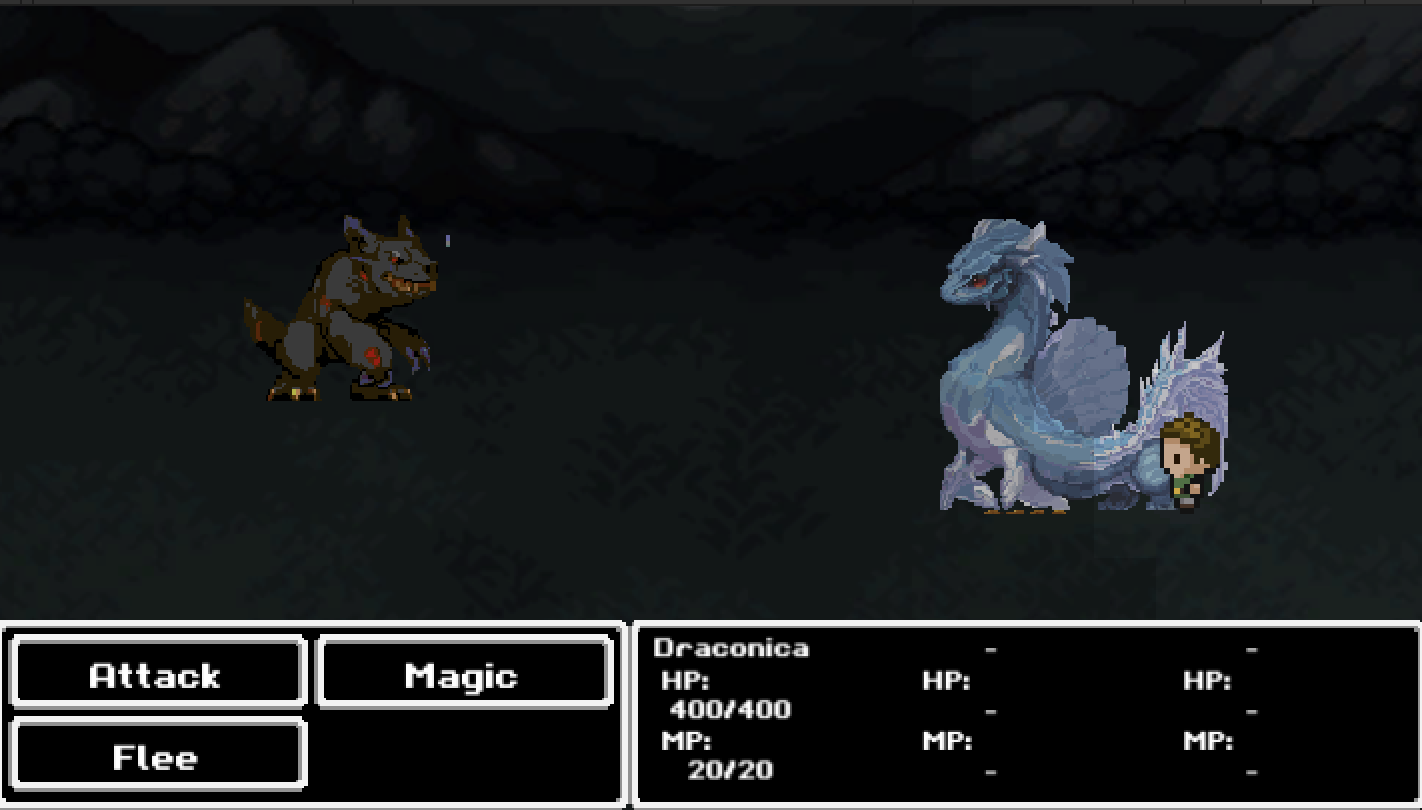 Attack
Magic
Flee
Draconica - -
HP: HP: HP:
400/400 - -
MP: MP: MP:
20/20 - -